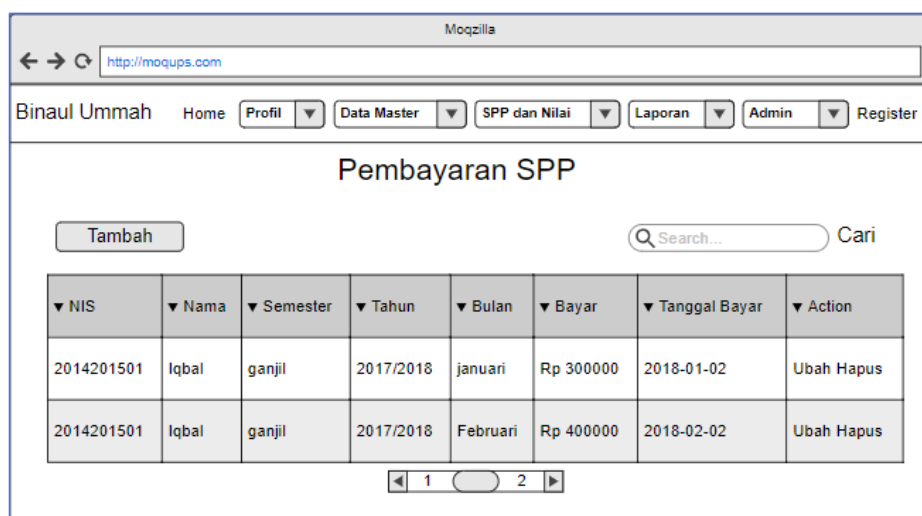 Moqzilla
http://moqups.com
Binaul Ummah Home Profil Data Master SPP dan Nilai Laporan Admin Register
Pembayaran SPP
Tambah Search... Cari
NIS Nama Semester Tahun Bulan Bayar Tanggal Bayar Action
2014201501 Iqbal ganjil 2017/2018 januari Rp 300000 2018-01-02 Ubah Hapus
2014201501 Iqbal ganjil 2017/2018 Februari Rp 400000 2018-02-02 Ubah Hapus
1 2